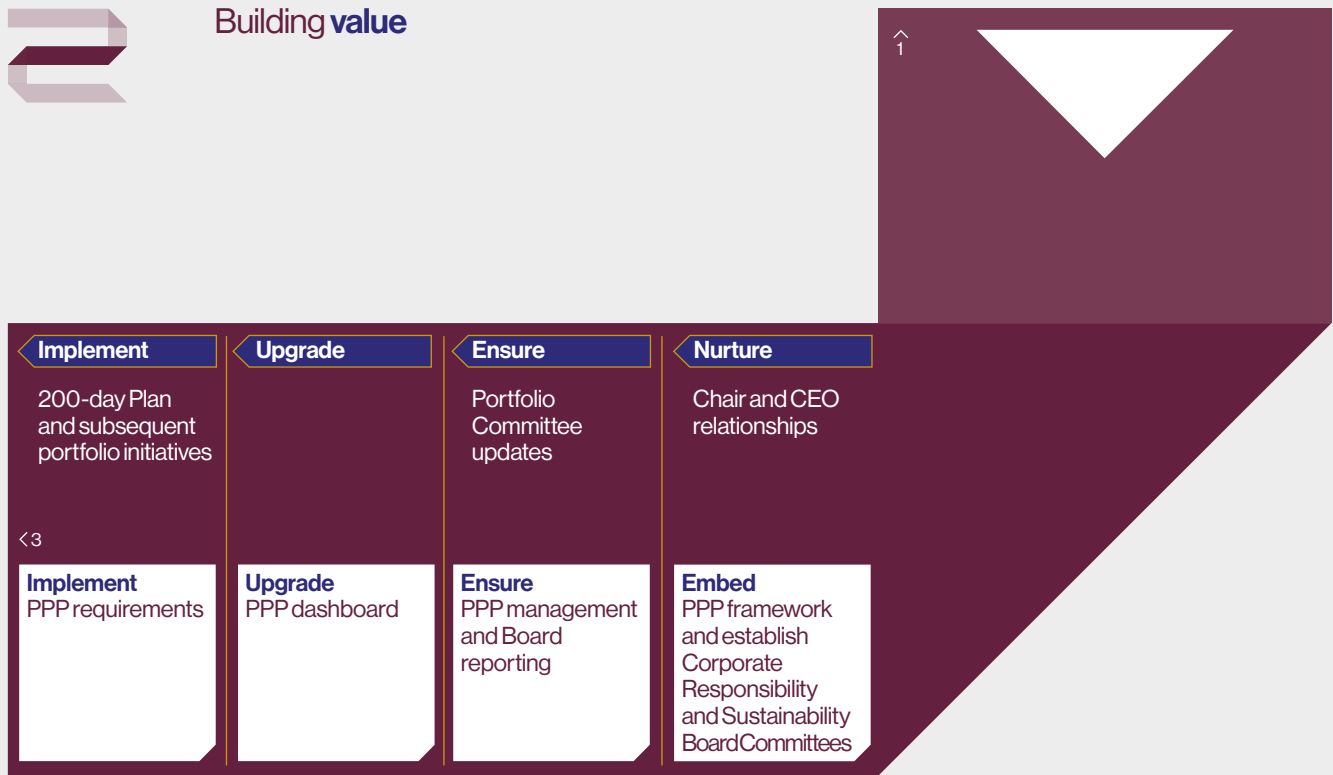 Building value
^
1
Implement
200-day Plan
and subsequent
portfolio initiatives
Upgrade
Ensure
Portfolio
Committee
updates
Nurture
Chair and CEO
relationships
<3
Implement
PPP requirements
Upgrade
PPP dashboard
Ensure
PPP management
and Board
reporting
Embed
PPP framework
and establish
Corporate
Responsibility
and Sustainability
Board Committees